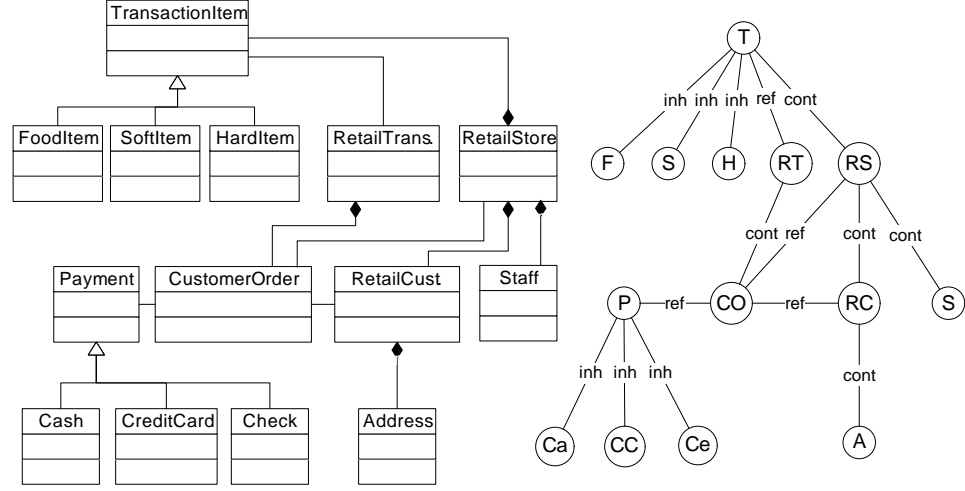 TransactionItem
FoodItem
SoftItem
HardItem
RetailTrans.
RetailStore
Payment
CustomerOrder
RetailCust.
Staff
Cash
CreditCard
Check
Address
T
inh
inh
inh
ref
cont
F
S
H
RT
RS
cont
ref
cont
cont
P
ref
CO
ref
RC
S
inh
inh
inh
cont
Ca
CC
Ce
A